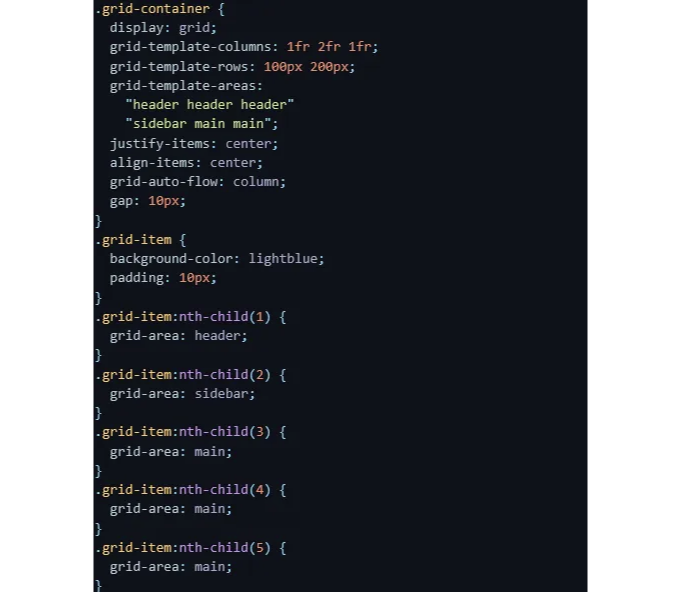 .grid-container {
  display: grid;
  grid-template-columns: 1fr 2fr 1fr;
  grid-template-rows: 100px 200px;
  grid-template-areas:
    "header header header"
    "sidebar main main";
  justify-items: center;
  align-items: center;
  grid-auto-flow: column;
  gap: 10px;
}
.grid-item {
  background-color: lightblue;
  padding: 10px;
}
.grid-item:nth-child(1) {
  grid-area: header;
}
.grid-item:nth-child(2) {
  grid-area: sidebar;
}
.grid-item:nth-child(3) {
  grid-area: main;
}
.grid-item:nth-child(4) {
  grid-area: main;
}
.grid-item:nth-child(5) {
  grid-area: main;
}